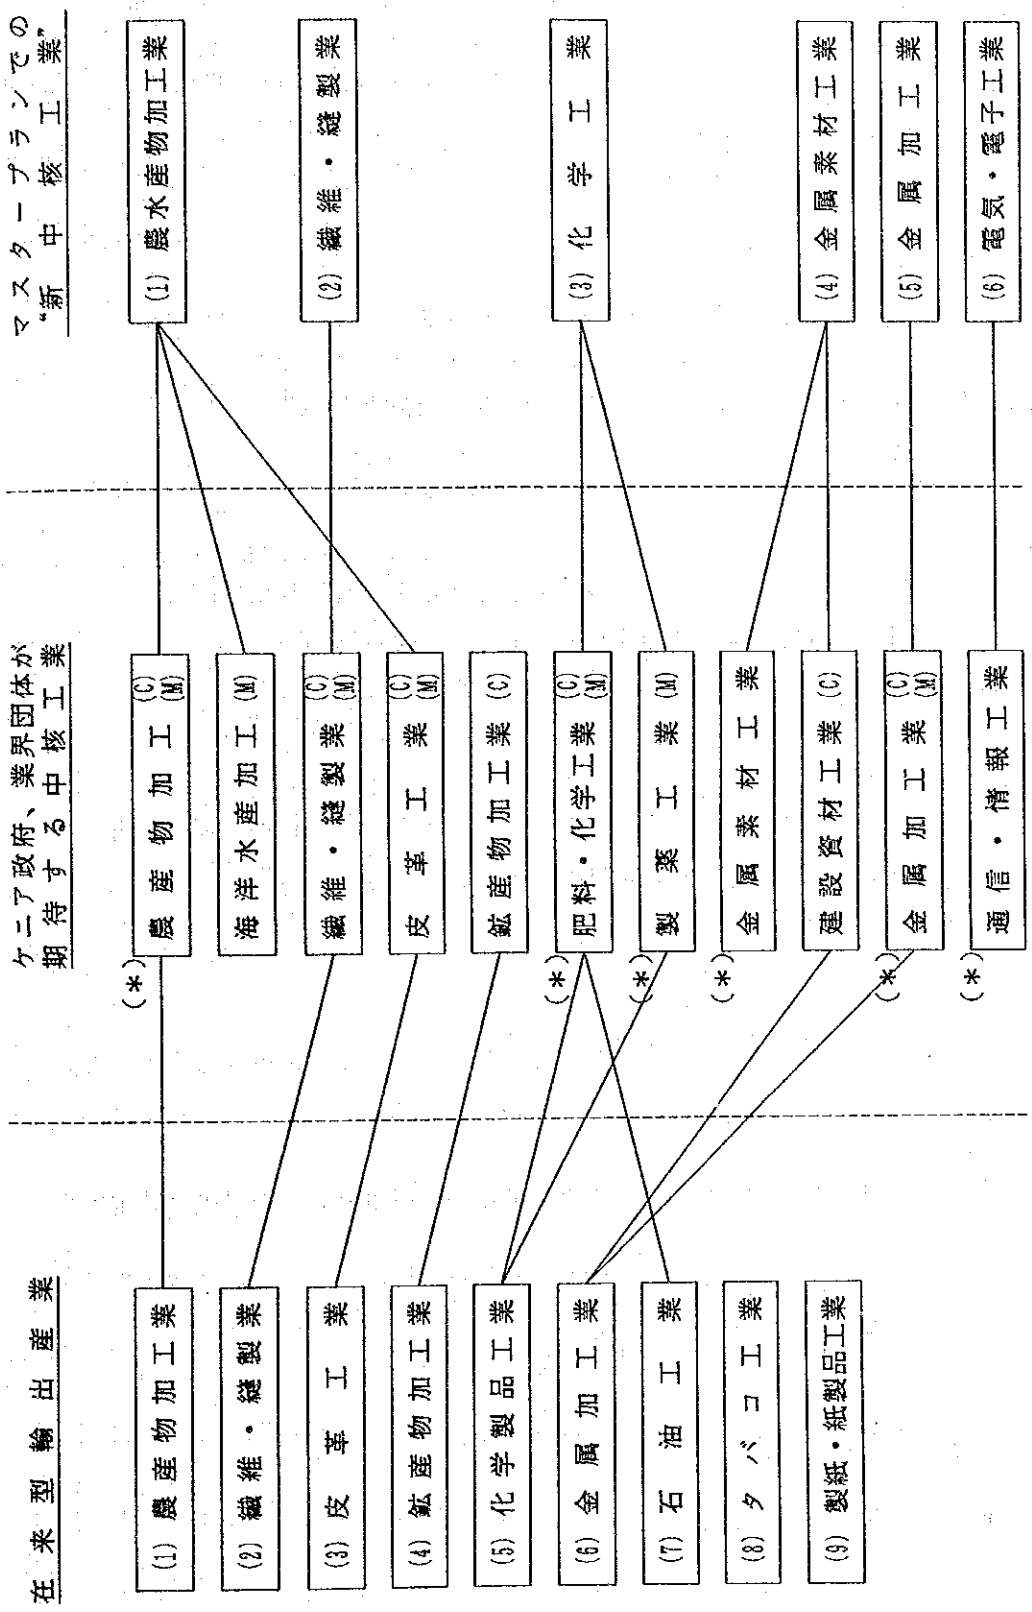 在来型輸出産業
(1) 農産物加工業
(2) 繊維・縫製業
(3) 皮革工業
(4) 鉱産物加工業
(5) 化学製品工業
(6) 金属加工業
(7) 石油工業
(8) タバコ工業
(9) 製紙・紙製品工業
ケニア政府、業界団体が
期待する中核工業
(*) 農産物加工 (C) (M)
海洋水産加工 (M)
繊維・縫製業 (C) (M)
皮革工業 (C) (M)
鉱産物加工業 (C)
(*) 肥料・化学工業 (C) (M)
(*) 製薬工業 (M)
(*) 金属素材工業
建設資材工業 (C)
(*) 金属加工業 (C) (M)
(*) 通信・情報工業
マスタープランでの
“新中核工業”
(1) 農水産物加工業
(2) 繊維・縫製業
(3) 化学工業
(4) 金属素材工業
(5) 金属加工業
(6) 電気・電子工業